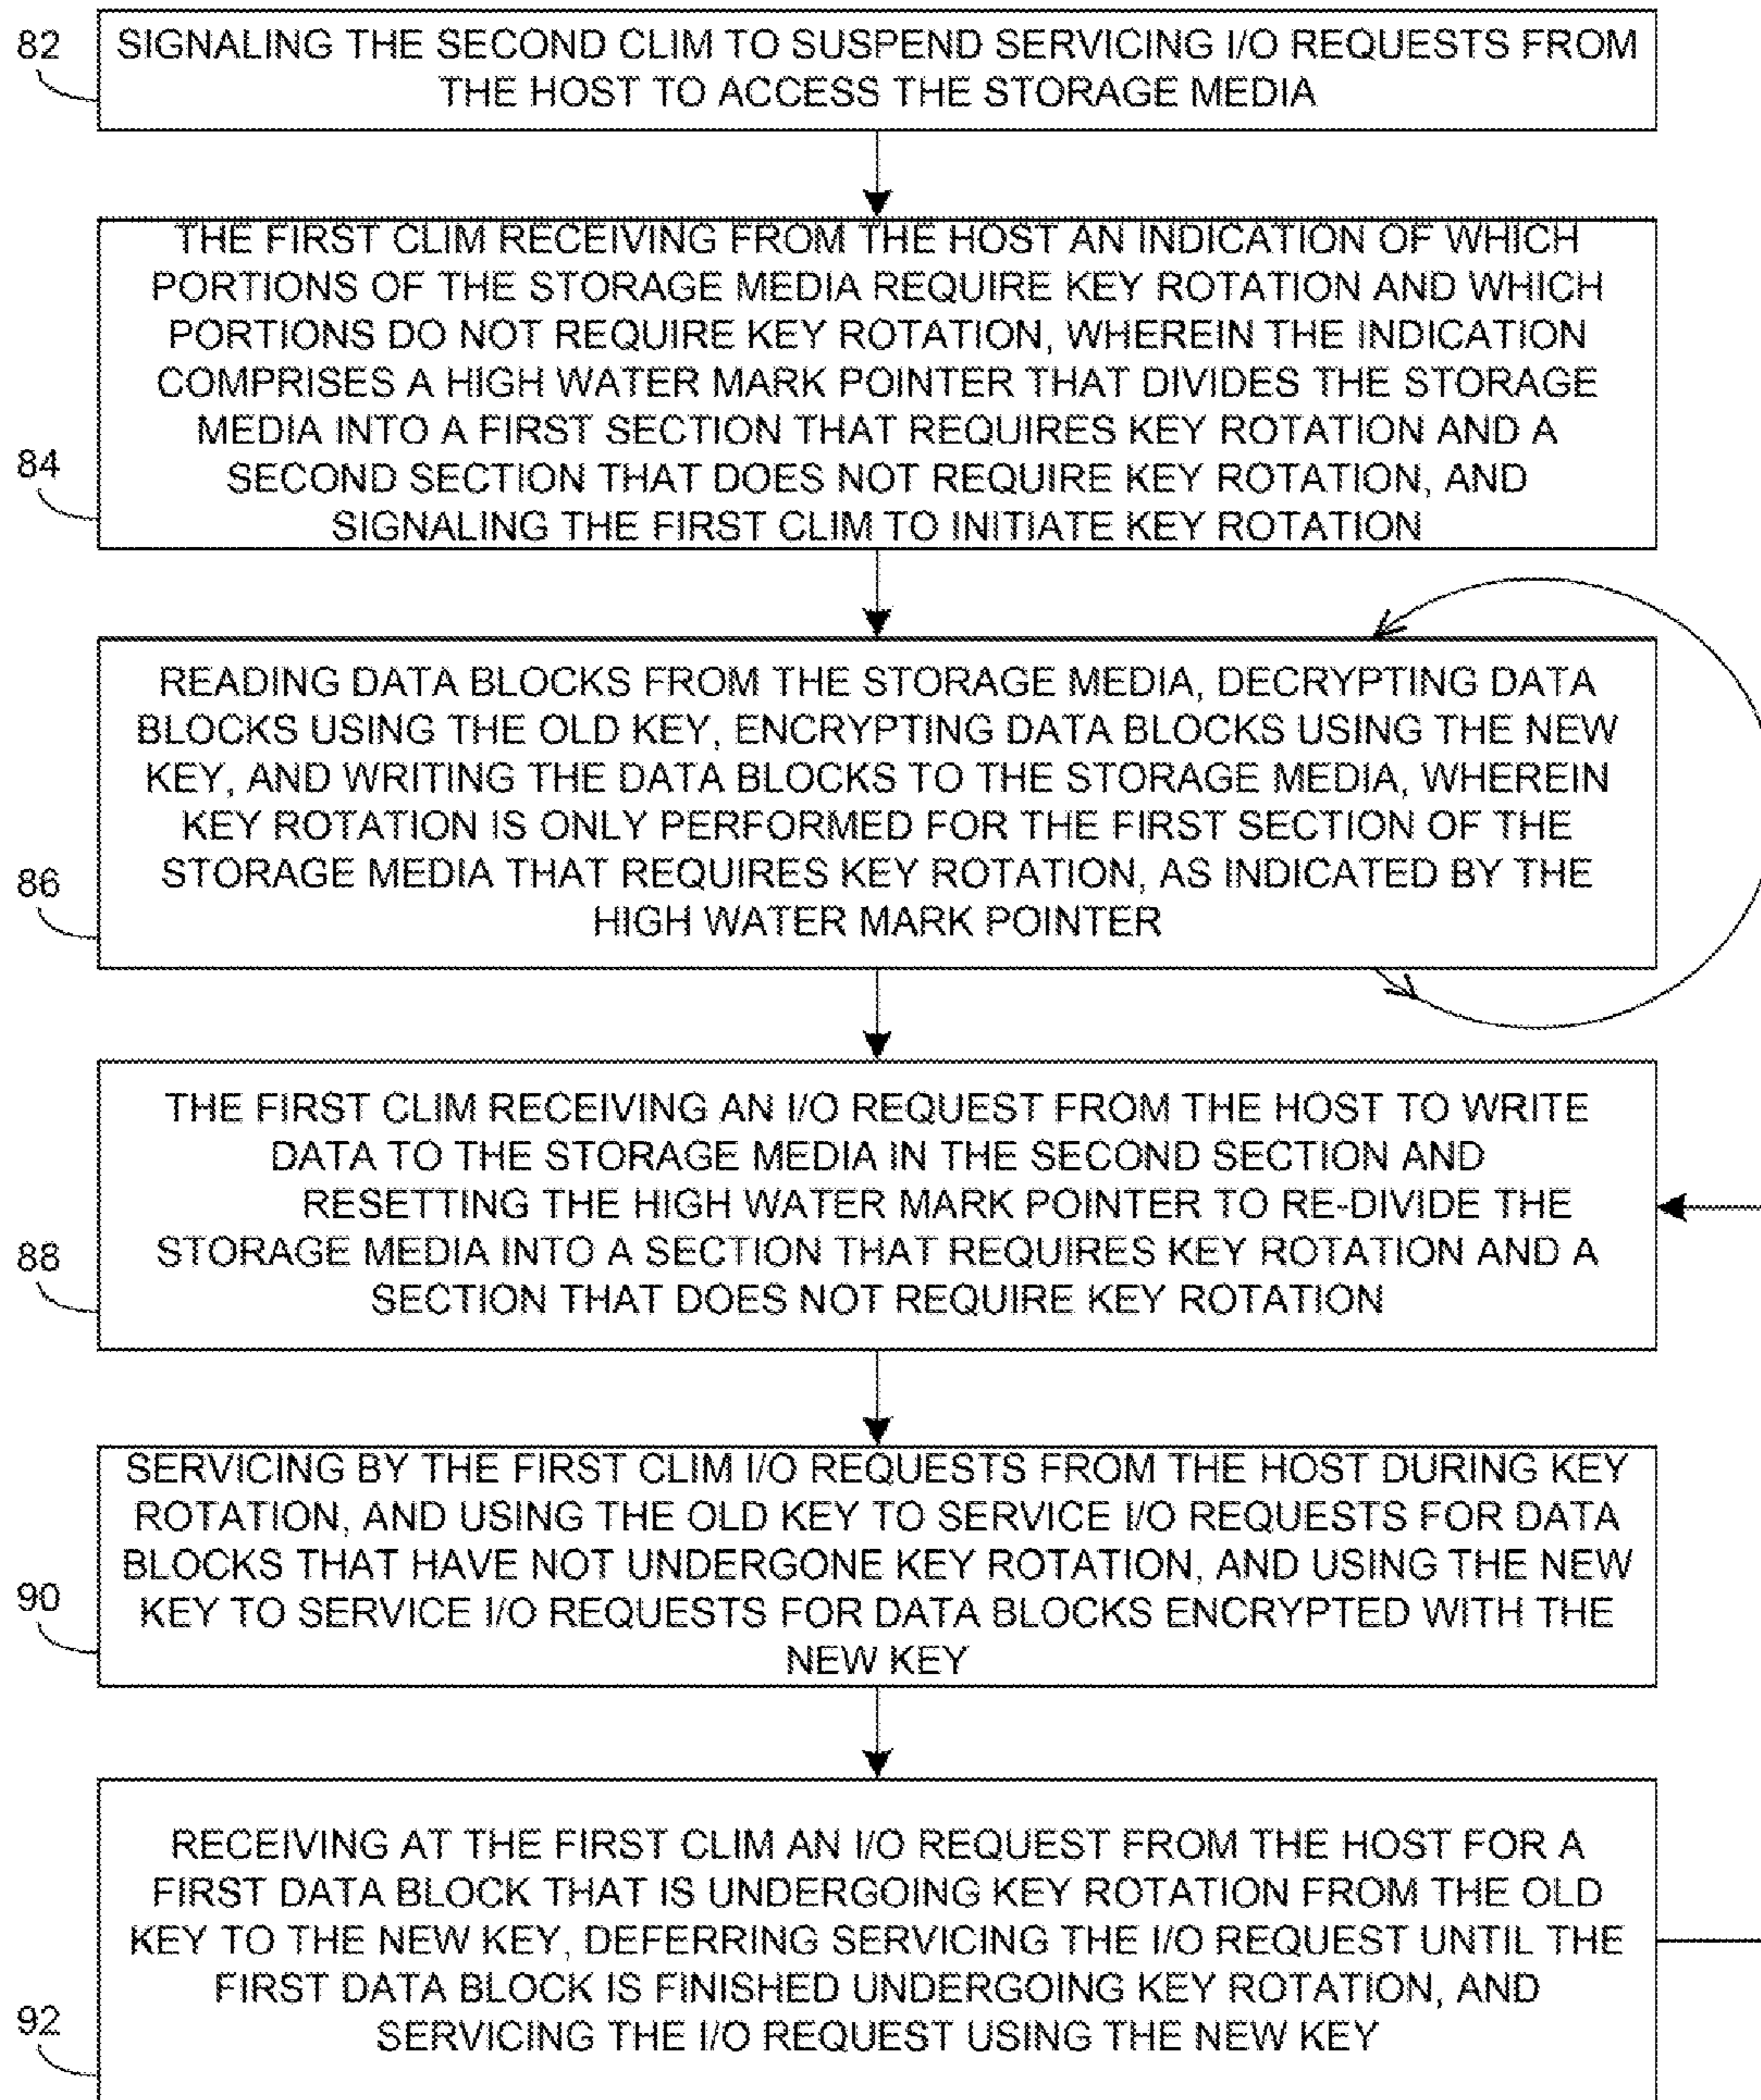 82
SIGNALING THE SECOND CLIM TO SUSPEND SERVICING I/O REQUESTS FROM
THE HOST TO ACCESS THE STORAGE MEDIA
84
THE FIRST CLIM RECEIVING FROM THE HOST AN INDICATION OF WHICH
PORTIONS OF THE STORAGE MEDIA REQUIRE KEY ROTATION AND WHICH
PORTIONS DO NOT REQUIRE KEY ROTATION, WHEREIN THE INDICATION
COMPRISES A HIGH WATER MARK POINTER THAT DIVIDES THE STORAGE
MEDIA INTO A FIRST SECTION THAT REQUIRES KEY ROTATION AND A
SECOND SECTION THAT DOES NOT REQUIRE KEY ROTATION, AND
SIGNALING THE FIRST CLIM TO INITIATE KEY ROTATION
86
READING DATA BLOCKS FROM THE STORAGE MEDIA, DECRYPTING DATA
BLOCKS USING THE OLD KEY, ENCRYPTING DATA BLOCKS USING THE NEW
KEY, AND WRITING THE DATA BLOCKS TO THE STORAGE MEDIA, WHEREIN
KEY ROTATION IS ONLY PERFORMED FOR THE FIRST SECTION OF THE
STORAGE MEDIA THAT REQUIRES KEY ROTATION, AS INDICATED BY THE
HIGH WATER MARK POINTER
88
THE FIRST CLIM RECEIVING AN I/O REQUEST FROM THE HOST TO WRITE
DATA TO THE STORAGE MEDIA IN THE SECOND SECTION AND
RESETTING THE HIGH WATER MARK POINTER TO RE-DIVIDE THE
STORAGE MEDIA INTO A SECTION THAT REQUIRES KEY ROTATION AND A
SECTION THAT DOES NOT REQUIRE KEY ROTATION
90
SERVICING BY THE FIRST CLIM I/O REQUESTS FROM THE HOST DURING KEY
ROTATION, AND USING THE OLD KEY TO SERVICE I/O REQUESTS FOR DATA
BLOCKS THAT HAVE NOT UNDERGONE KEY ROTATION, AND USING THE NEW
KEY TO SERVICE I/O REQUESTS FOR DATA BLOCKS ENCRYPTED WITH THE
NEW KEY
92
RECEIVING AT THE FIRST CLIM AN I/O REQUEST FROM THE HOST FOR A
FIRST DATA BLOCK THAT IS UNDERGOING KEY ROTATION FROM THE OLD
KEY TO THE NEW KEY, DEFERRING SERVICING THE I/O REQUEST UNTIL THE
FIRST DATA BLOCK IS FINISHED UNDERGOING KEY ROTATION, AND
SERVICING THE I/O REQUEST USING THE NEW KEY